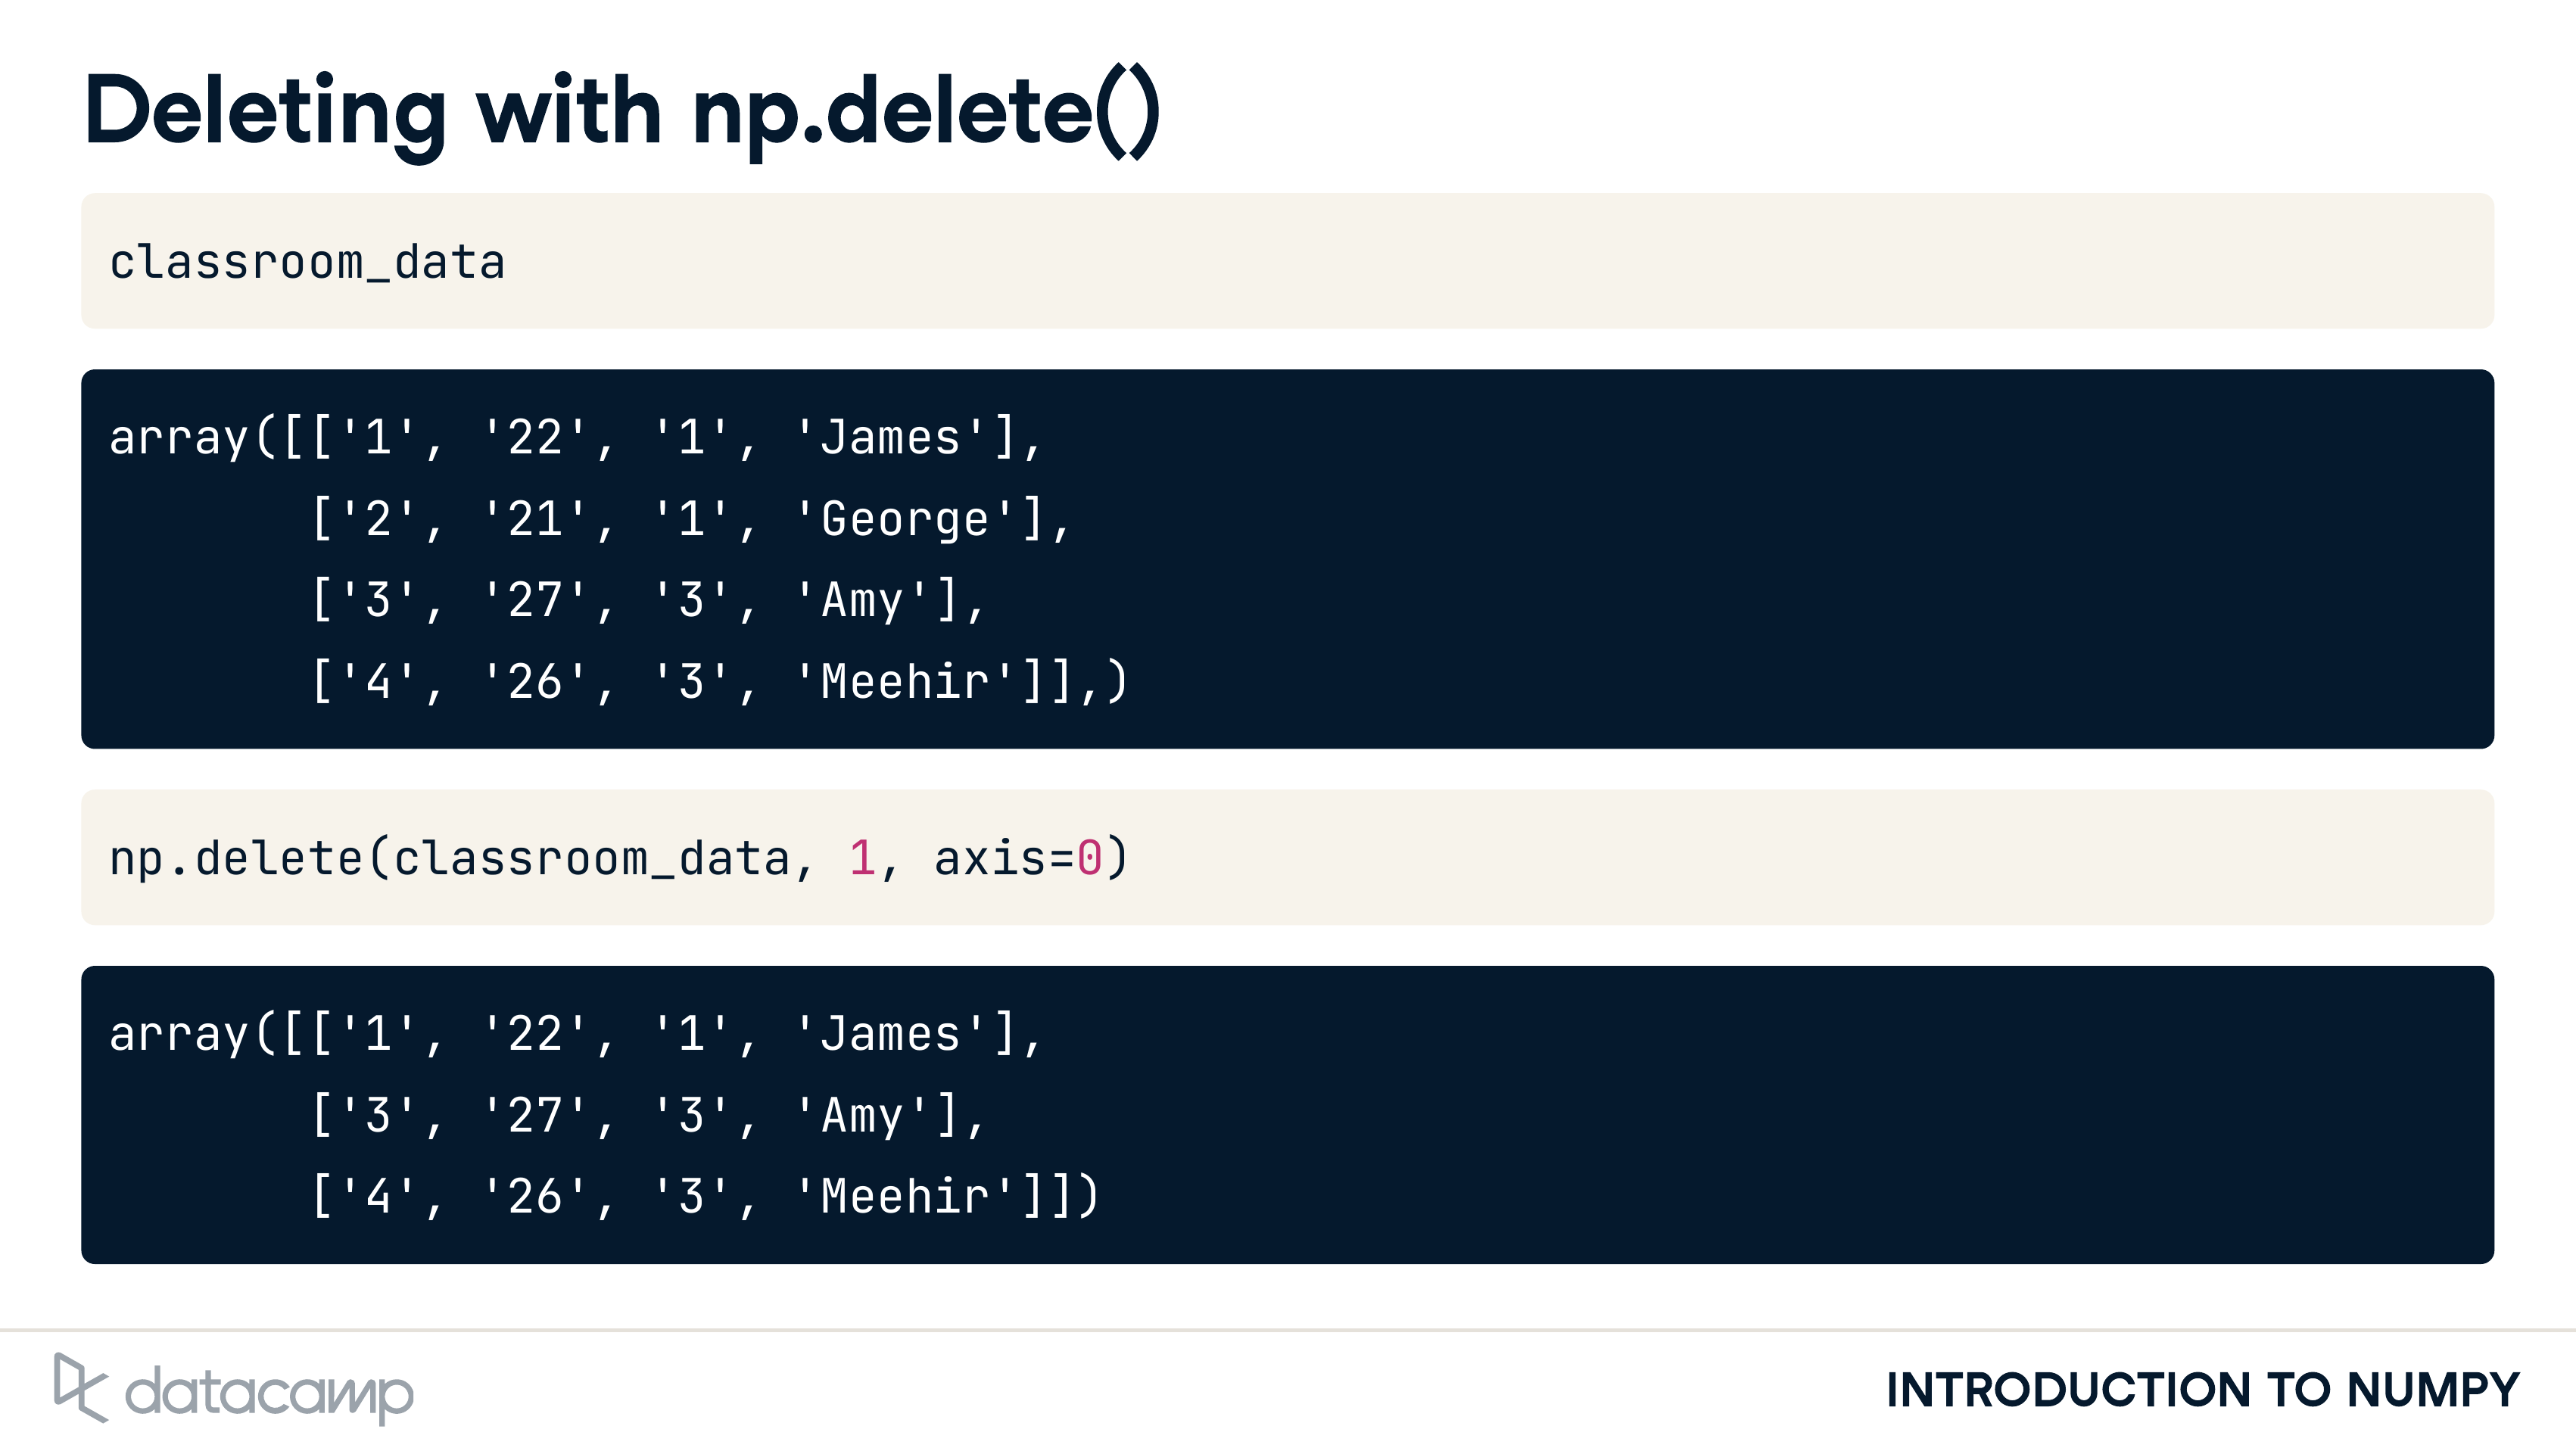 Deleting with np.delete()
classroom_data
array([['1', '22', '1', 'James'],
['2', '21', '1', 'George'],
['3', '27', '3', 'Amy'],
['4', '26', '3', 'Meehir']],)
np.delete(classroom_data, 1, axis=0)
array([['1', '22', '1', 'James'],
['3', '27', '3', 'Amy'],
['4', '26', '3', 'Meehir']])
datacamp
INTRODUCTION TO NUMPY